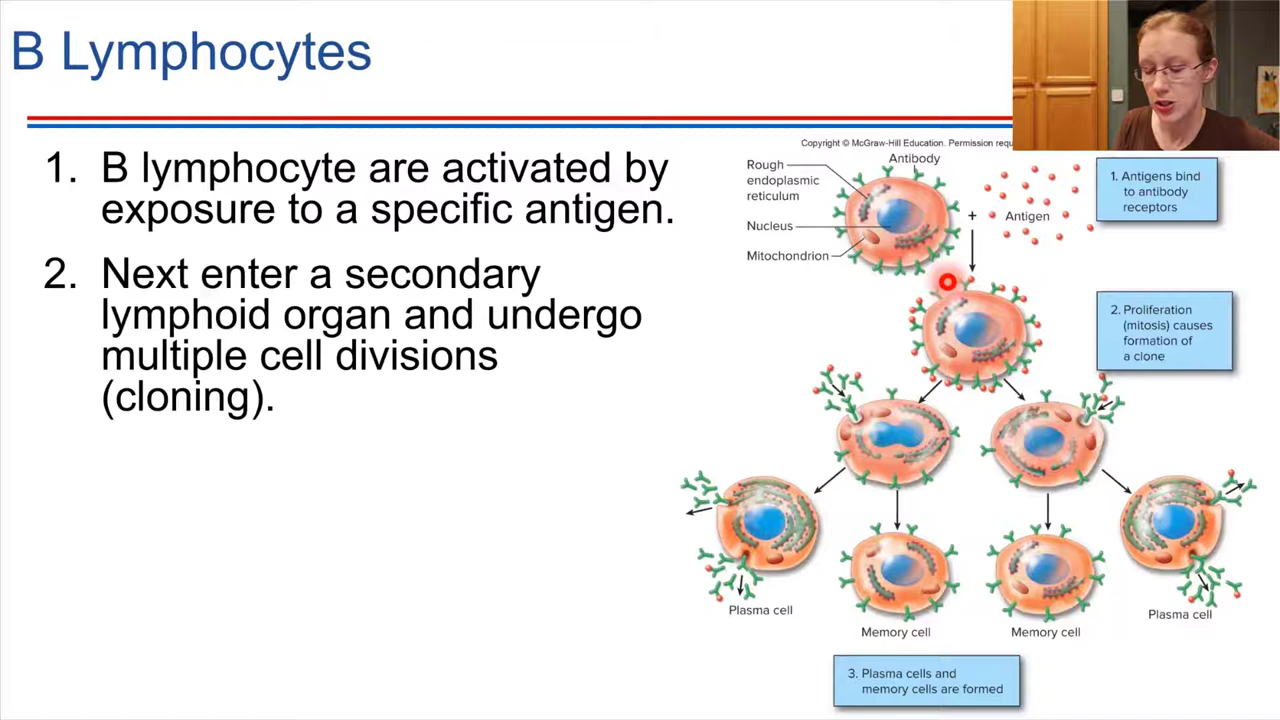 B Lymphocytes
1. B lymphocyte are activated by
exposure to a specific antigen.
2. Next enter a secondary
lymphoid organ and undergo
multiple cell divisions
(cloning).
Copyright © McGraw-Hill Education. Permission
Antibody
Rough
endoplasmic
reticulum
Nucleus
Mitochondrion
+
Antigen
1. Antigens bind
to antibody
receptors
2. Proliferation
(mitosis) causes
formation of
a clone
Plasma cell
Memory cell
Memory cell
Plasma cell
3. Plasma cells and
memory cells are formed